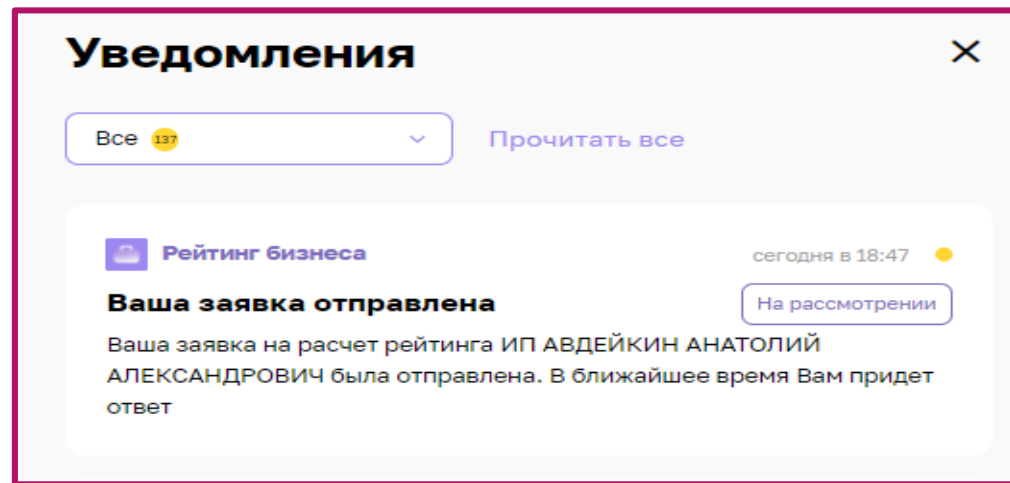 Уведомления
Все 137
Прочитать все
Рейтинг бизнеса
сегодня в 18:47
Ваша заявка отправлена
На рассмотрении
Ваша заявка на расчет рейтинга ИП АВДЕЙКИН АНАТОЛИЙ
АЛЕКСАНДРОВИЧ была отправлена. В ближайшее время Вам придет
ответ